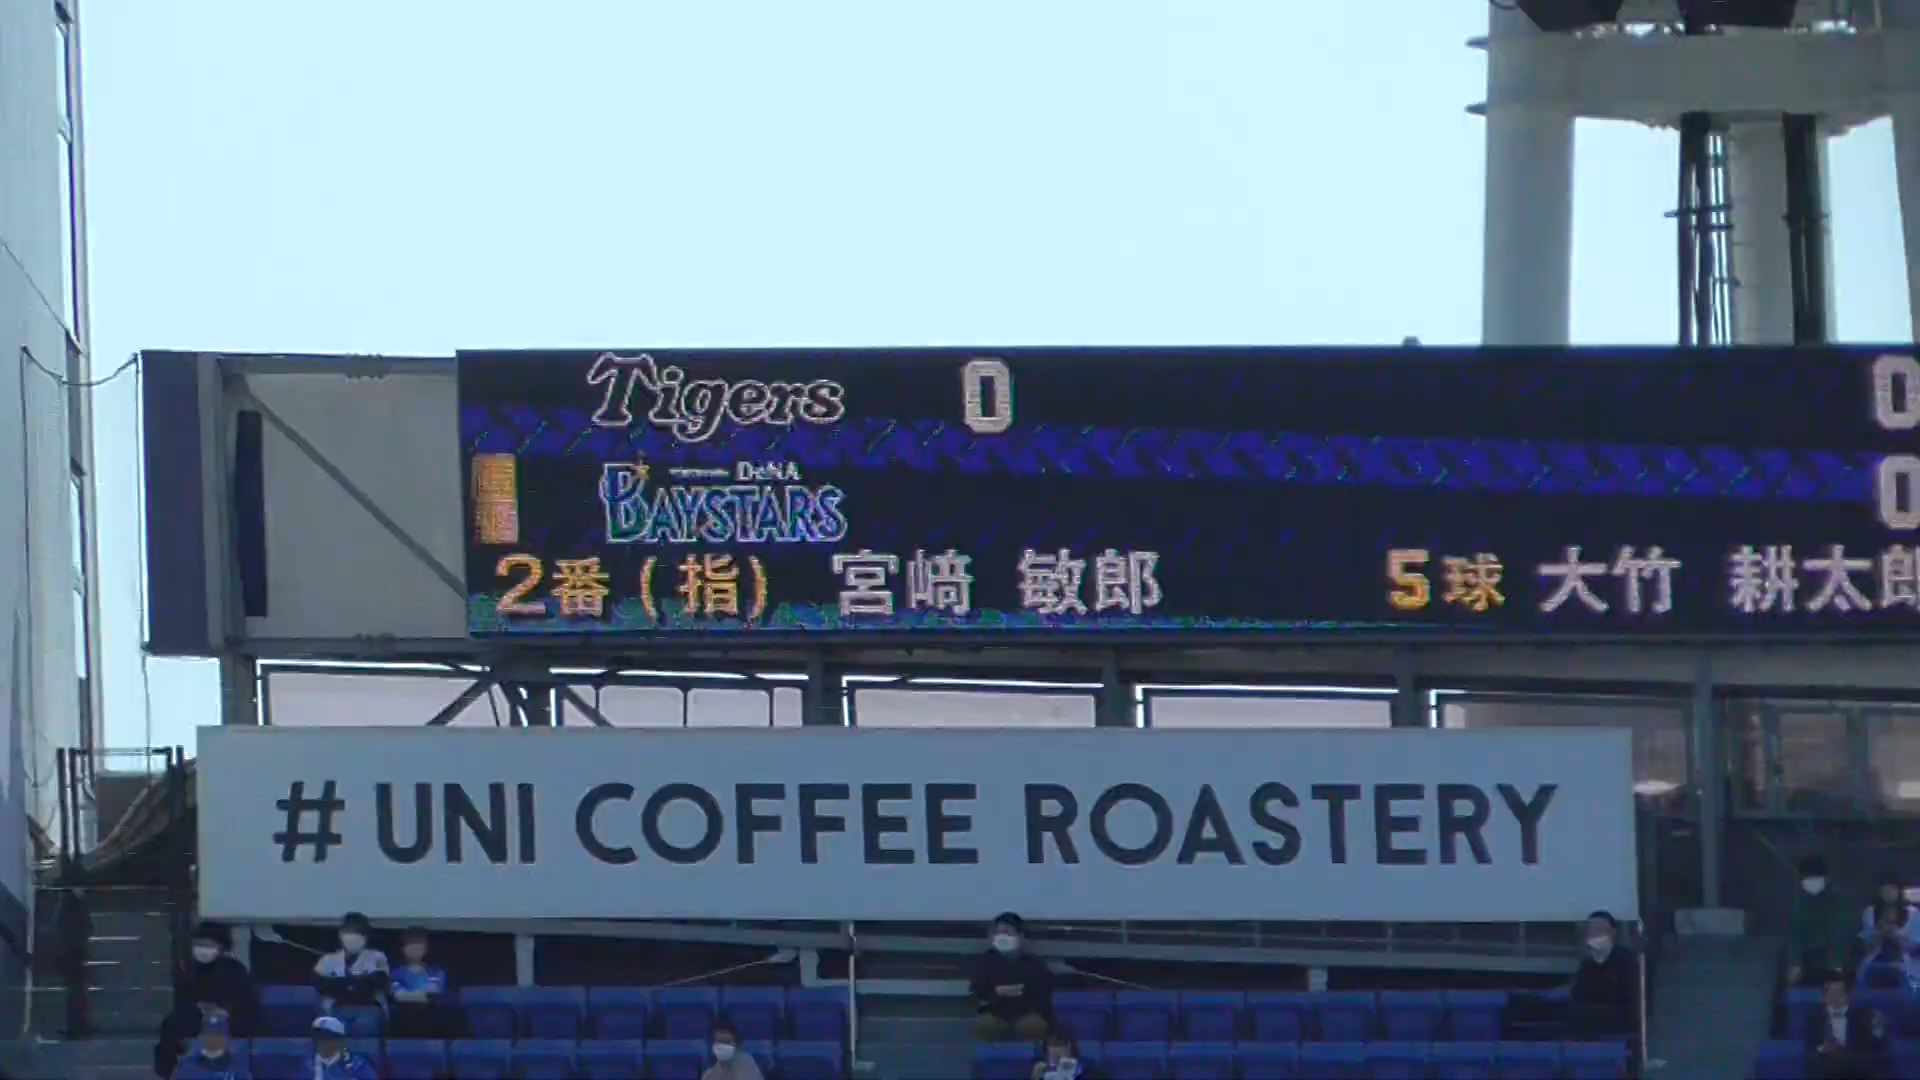 Tigers 0 0
DeNA
BAYSTARS 0
2番(指) 宮﨑 敏郎 5球 大竹 耕太郎
# UNI COFFEE ROASTERY